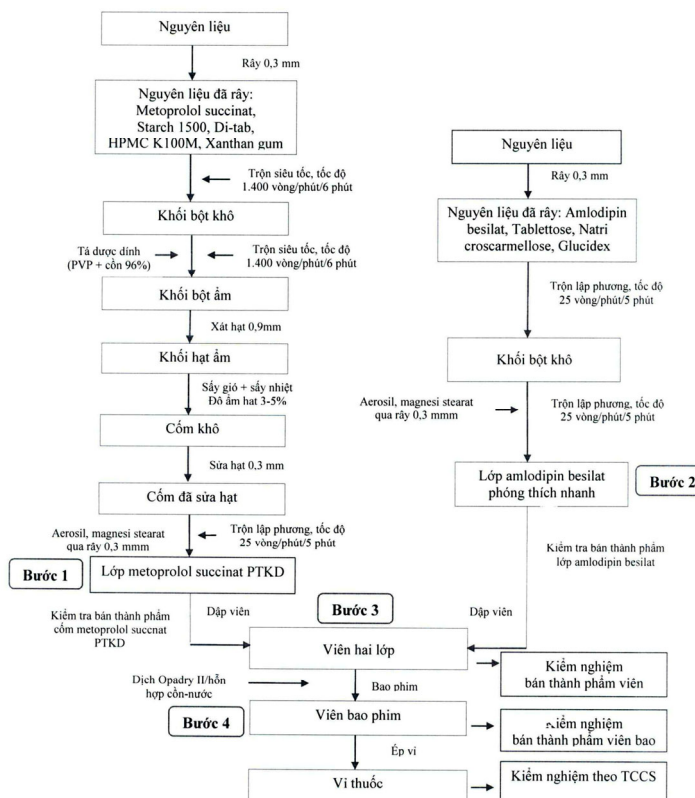 Nguyên liệu
Rây 0,3 mm
Nguyên liệu đã rây:
Metoprolol succinat,
Starch 1500, Di-tab,
HPMC K100M, Xanthan gum
Trộn siêu tốc, tốc độ
1.400 vòng/phút/6 phút
Khối bột khô
Tá dược dính
(PVP + cồn 96%)
Trộn siêu tốc, tốc độ
1.400 vòng/phút/6 phút
Khối bột ẩm
Xát hạt 0,9mm
Khối hạt ẩm
Sấy gió + sấy nhiệt
Đô ẩm hat 3-5%
Cốm khô
Sửa hạt 0,3 mm
Cốm đã sửa hạt
Aerosil, magnesi stearat
qua rây 0,3 mmm
Trộn lập phương, tốc độ
25 vòng/phút/5 phút
Bước 1
Lớp metoprolol succinat PTKD
Kiểm tra bán thành phẩm
cốm metoprolol succnat
PTKD
Dập viên
Nguyên liệu
Rây 0,3 mm
Nguyên liệu đã rây: Amlodipin
besilat, Tablettose, Natri
croscarmellose, Glucidex
Trộn lập phương, tốc độ
25 vòng/phút/5 phút
Khối bột khô
Aerosil, magnesi stearat
qua rây 0,3 mmm
Trộn lập phương, tốc độ
25 vòng/phút/5 phút
Lớp amlodipin besilat
phóng thích nhanh
Bước 2
Kiểm tra bán thành phẩm
lớp amlodipin besilat
Dập viên
Bước 3
Viên hai lớp
Kiểm nghiệm
bán thành phẩm viên
Dịch Opadry II/hỗn
hợp cồn-nước
Bao phim
Bước 4
Viên bao phim
Kiểm nghiệm
bán thành phẩm viên bao
Ép vỉ
Vỉ thuốc
Kiểm nghiệm theo TCCS